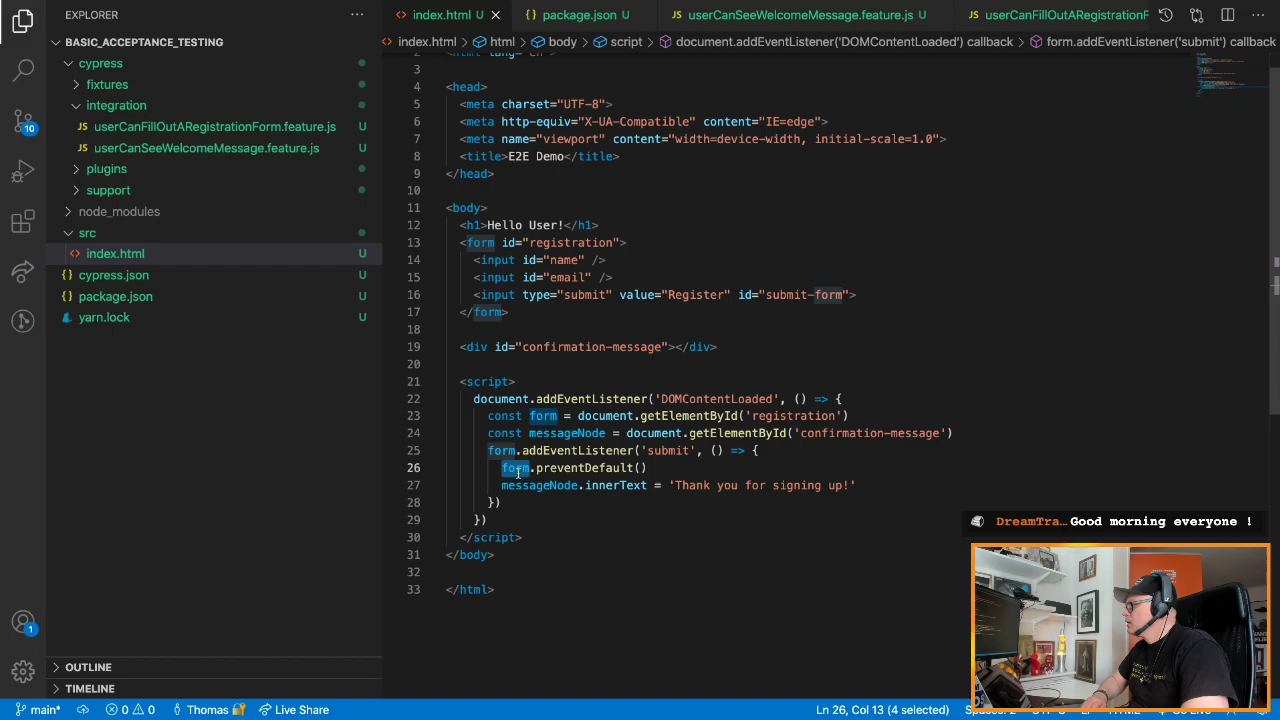 EXPLORER
BASIC_ACCEPTANCE_TESTING
cypress
fixtures
integration
userCanFillOutARegistrationForm.feature.js U
userCanSeeWelcomeMessage.feature.js U
plugins
support
node_modules
src
index.html U
cypress.json U
package.json U
yarn.lock U
OUTLINE
TIMELINE
10
1
index.html U
package.json U
userCanSeeWelcomeMessage.feature.js U
userCanFillOutARegistrationF
index.html > html > body > script > document.addEventListener('DOMContentLoaded') callback > form.addEventListener('submit') callback
3
4 <head>
5 <meta charset="UTF-8">
6 <meta http-equiv="X-UA-Compatible" content="IE=edge">
7 <meta name="viewport" content="width=device-width, initial-scale=1.0">
8 <title>E2E Demo</title>
9 </head>
10
11 <body>
12 <h1>Hello User!</h1>
13 <form id="registration">
14 <input id="name" />
15 <input id="email" />
16 <input type="submit" value="Register" id="submit-form">
17 </form>
18
19 <div id="confirmation-message"></div>
20
21 <script>
22 document.addEventListener('DOMContentLoaded', () => {
23 const form = document.getElementById('registration')
24 const messageNode = document.getElementById('confirmation-message')
25 form.addEventListener('submit', () => {
26 form.preventDefault()
27 messageNode.innerText = 'Thank you for signing up!'
28 })
29 })
30 </script>
31 </body>
32
33 </html>
DreamTra… Good morning everyone !
main* 0 0 Thomas Live Share Ln 26, Col 13 (4 selected)